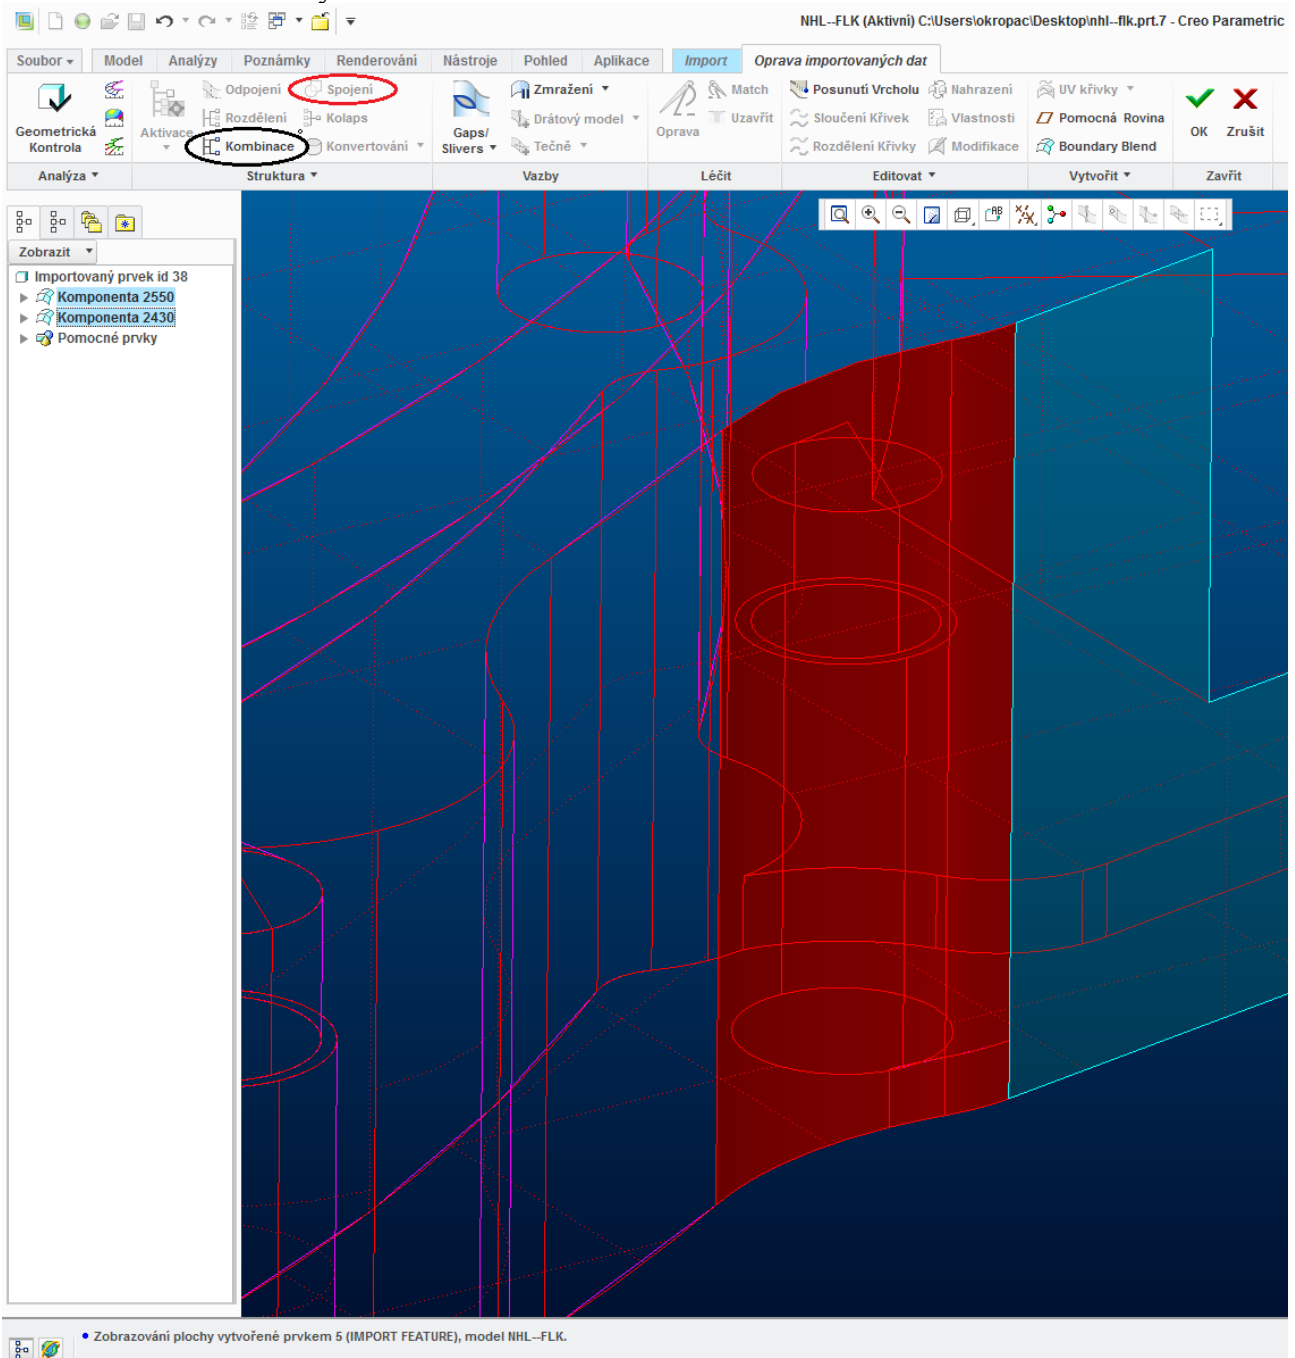 NHL--FLK (Aktivní) C:\Users\okropac\Desktop\nhl--flk.prt.7 - Creo Parametric
Soubor Model Analýzy Poznámky Renderování Nástroje Pohled Aplikace Import Oprava importovaných dat
Geometrická Kontrola
Aktivace
Odpojení
Rozdělení
Kombinace
Spojení
Kolaps
Konvertování
Gaps/ Slivers
Zmražení
Drátový model
Tečně
Oprava
Match
Uzavřít
Posunutí Vrcholu
Sloučení Křivek
Rozdělení Křivky
Nahrazení
Vlastnosti
Modifikace
UV křivky
Pomocná Rovina
Boundary Blend
OK
Zrušit
Analýza Struktura Vazby Léčit Editovat Vytvořit Zavřít
Zobrazit
Importovaný prvek id 38
Komponenta 2550
Komponenta 2430
Pomocné prvky
Zobrazování plochy vytvořené prvkem 5 (IMPORT FEATURE), model NHL--FLK.